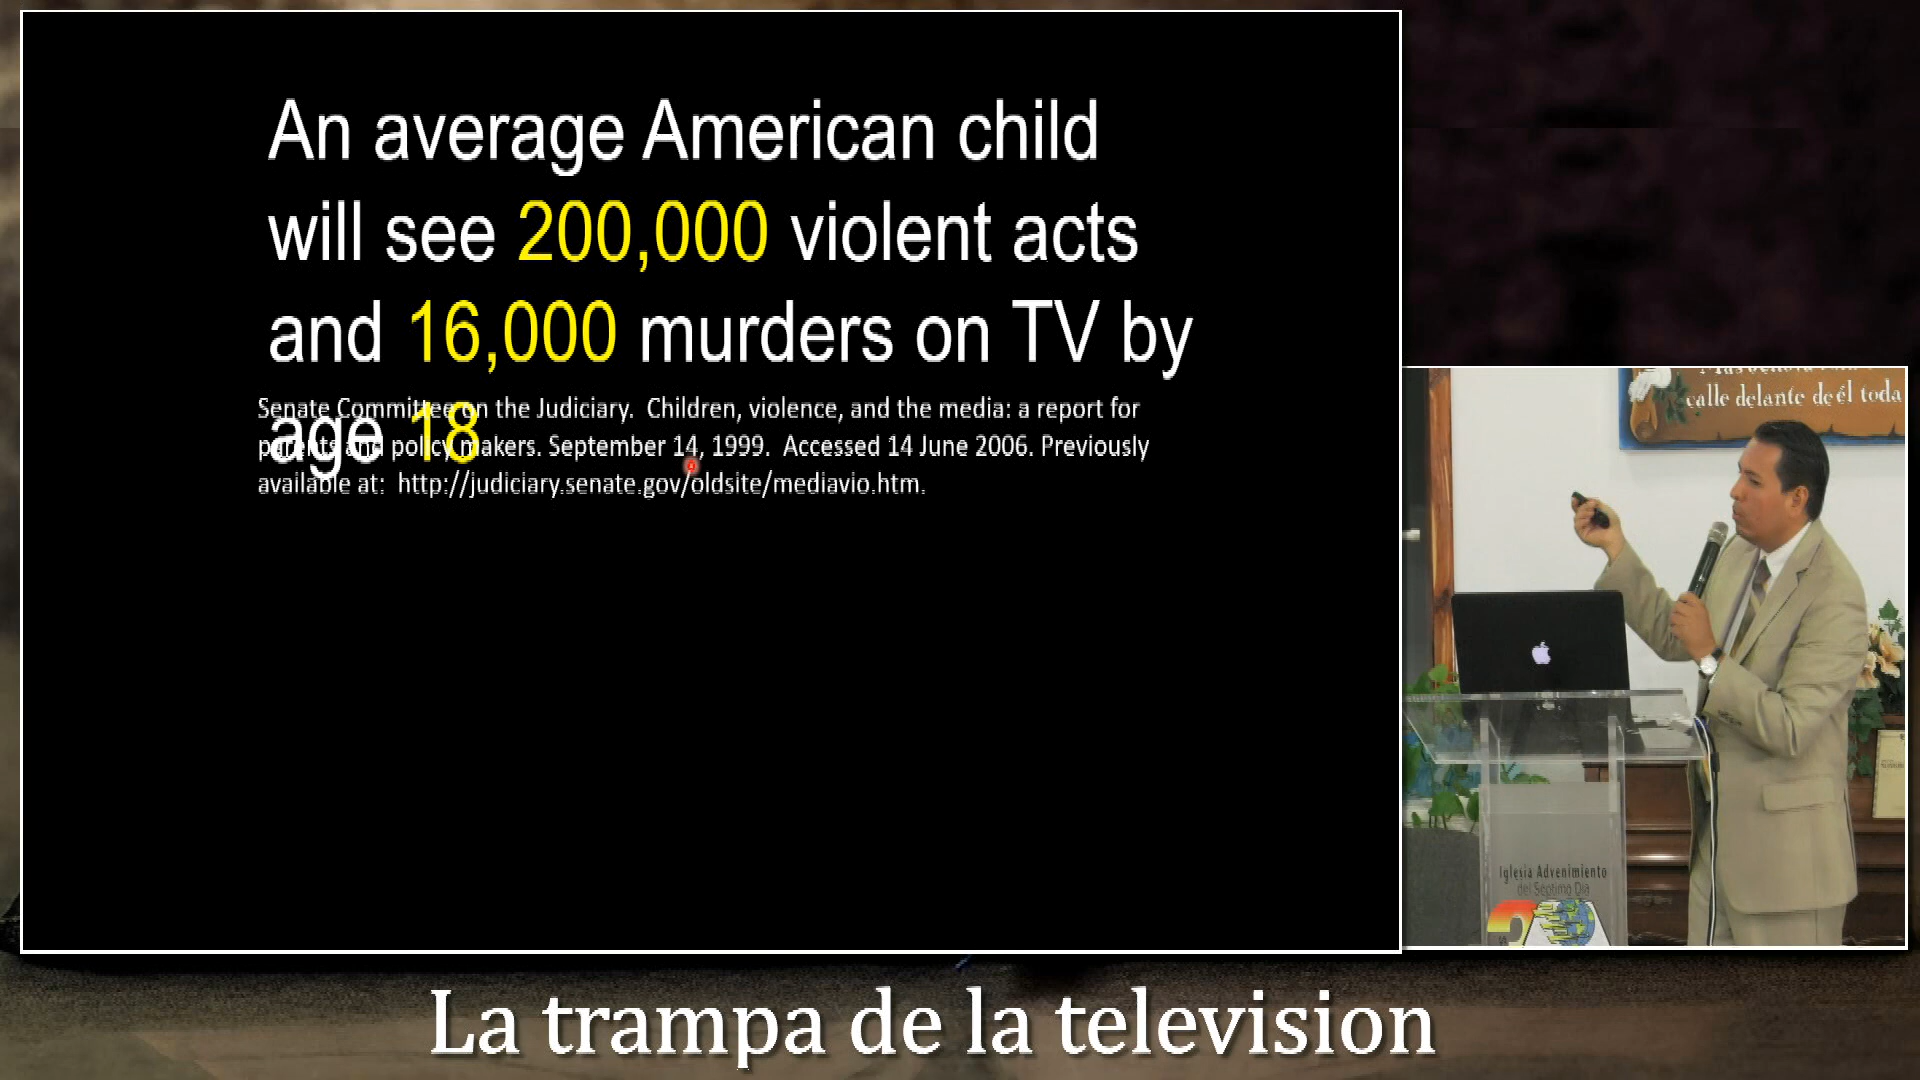 An average American child
will see 200,000 violent acts
and 16,000 murders on TV by
age 18
Senate Committee on the Judiciary. Children, violence, and the media: a report for
parents and policy makers. September 14, 1999. Accessed 14 June 2006. Previously
available at: http://judiciary.senate.gov/oldsite/mediavio.htm.
calle delante de él toda
Iglesia Advenimiento
del Séptimo Día
La trampa de la television